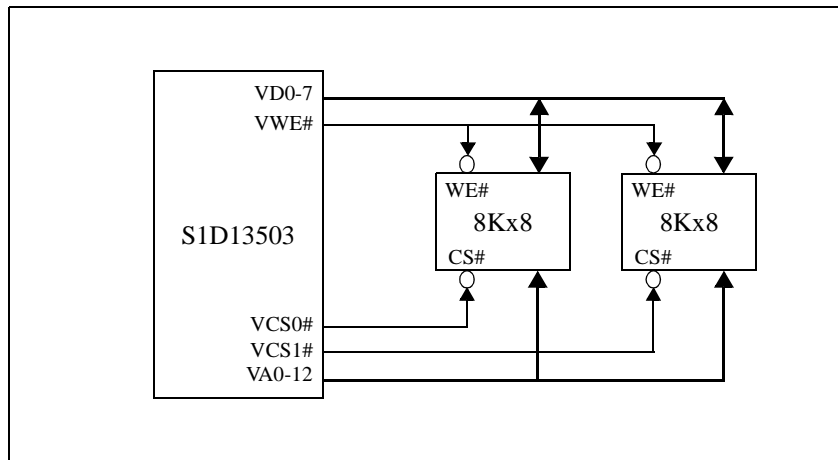 VD0-7
VWE#
WE#
WE#
8Kx8
8Kx8
S1D13503
CS#
CS#
VCS0#
VCS1#
VA0-12